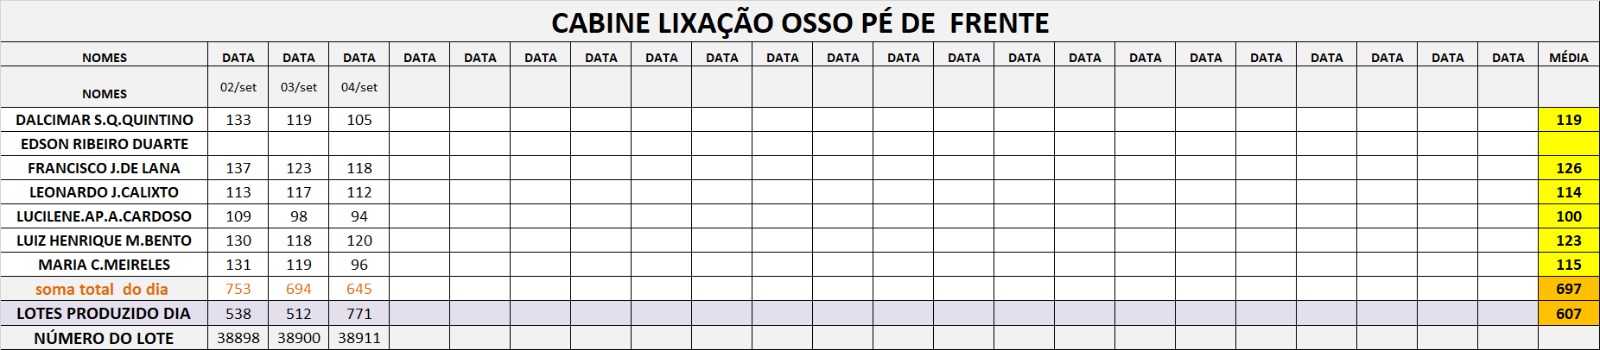 CABINE LIXAÇÃO OSSO PÉ DE  FRENTE
NOMES DATA DATA DATA DATA DATA DATA DATA DATA DATA DATA DATA DATA DATA DATA DATA DATA DATA DATA DATA DATA DATA DATA MÉDIA
NOMES 02/set 03/set 04/set
DALCIMAR S.Q.QUINTINO 133 119 105 119
EDSON RIBEIRO DUARTE
FRANCISCO J.DE LANA 137 123 118 126
LEONARDO J.CALIXTO 113 117 112 114
LUCILENE.AP.A.CARDOSO 109 98 94 100
LUIZ HENRIQUE M.BENTO 130 118 120 123
MARIA C.MEIRELES 131 119 96 115
soma total  do dia 753 694 645 697
LOTES PRODUZIDO DIA 538 512 771 607
NÚMERO DO LOTE 38898 38900 38911